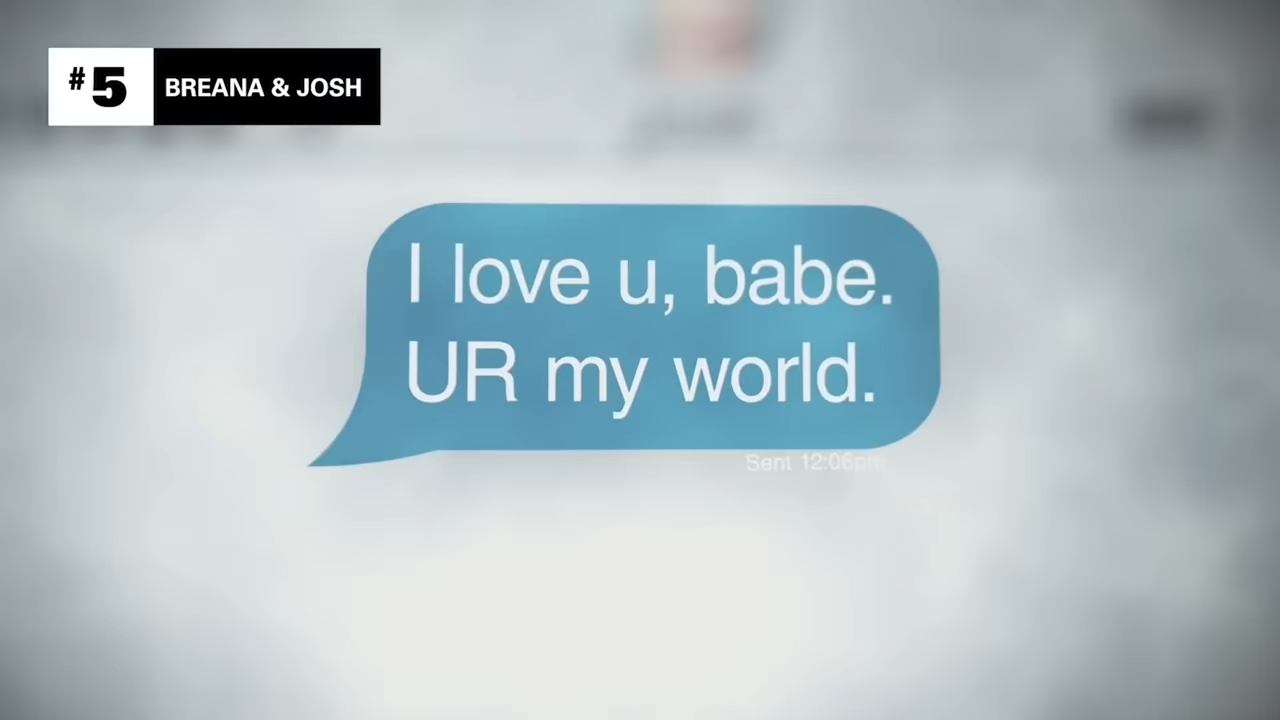 #5 BREANA & JOSH
I love u, babe.
UR my world.
Sent 12:06pm